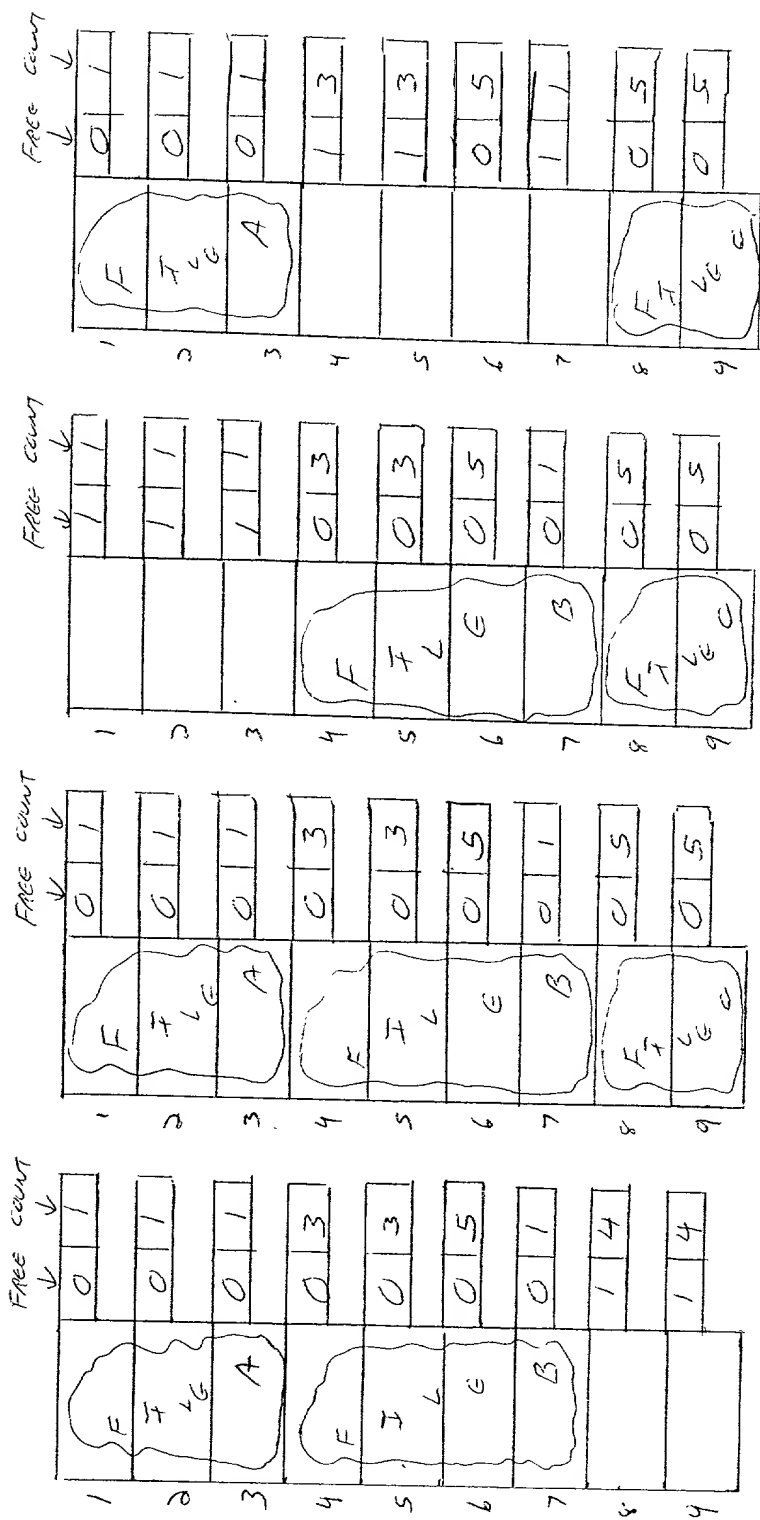 FREE COUNT
1 F 0 1
2 I L E 0 1
3 A 0 1
4 F 0 3
5 I L 0 3
6 E 0 5
7 B 0 1
8 1 4
9 1 4
FREE COUNT
1 F 0 1
2 I L E 0 1
3 A 0 1
4 F 0 3
5 I L 0 3
6 E 0 5
7 B 0 1
8 F I 0 5
9 L E C 0 5
FREE COUNT
1 1 1
2 1 1
3 1 1
4 F 0 3
5 I L 0 3
6 E 0 5
7 B 0 1
8 F I 0 5
9 L E C 0 5
FREE COUNT
1 F 0 1
2 I L E 0 1
3 A 0 1
4 1 3
5 1 3
6 0 5
7 1 1
8 F I 0 5
9 L E C 0 5